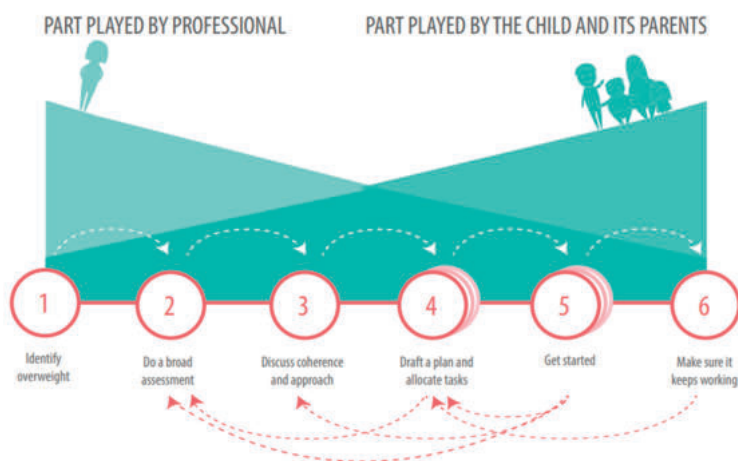 PART PLAYED BY PROFESSIONAL
PART PLAYED BY THE CHILD AND ITS PARENTS
1
2
3
4
5
6
Identify
overweight
Do a broad
assessment
Discuss coherence
and approach
Draft a plan and
allocate tasks
Get started
Make sure it
keeps working